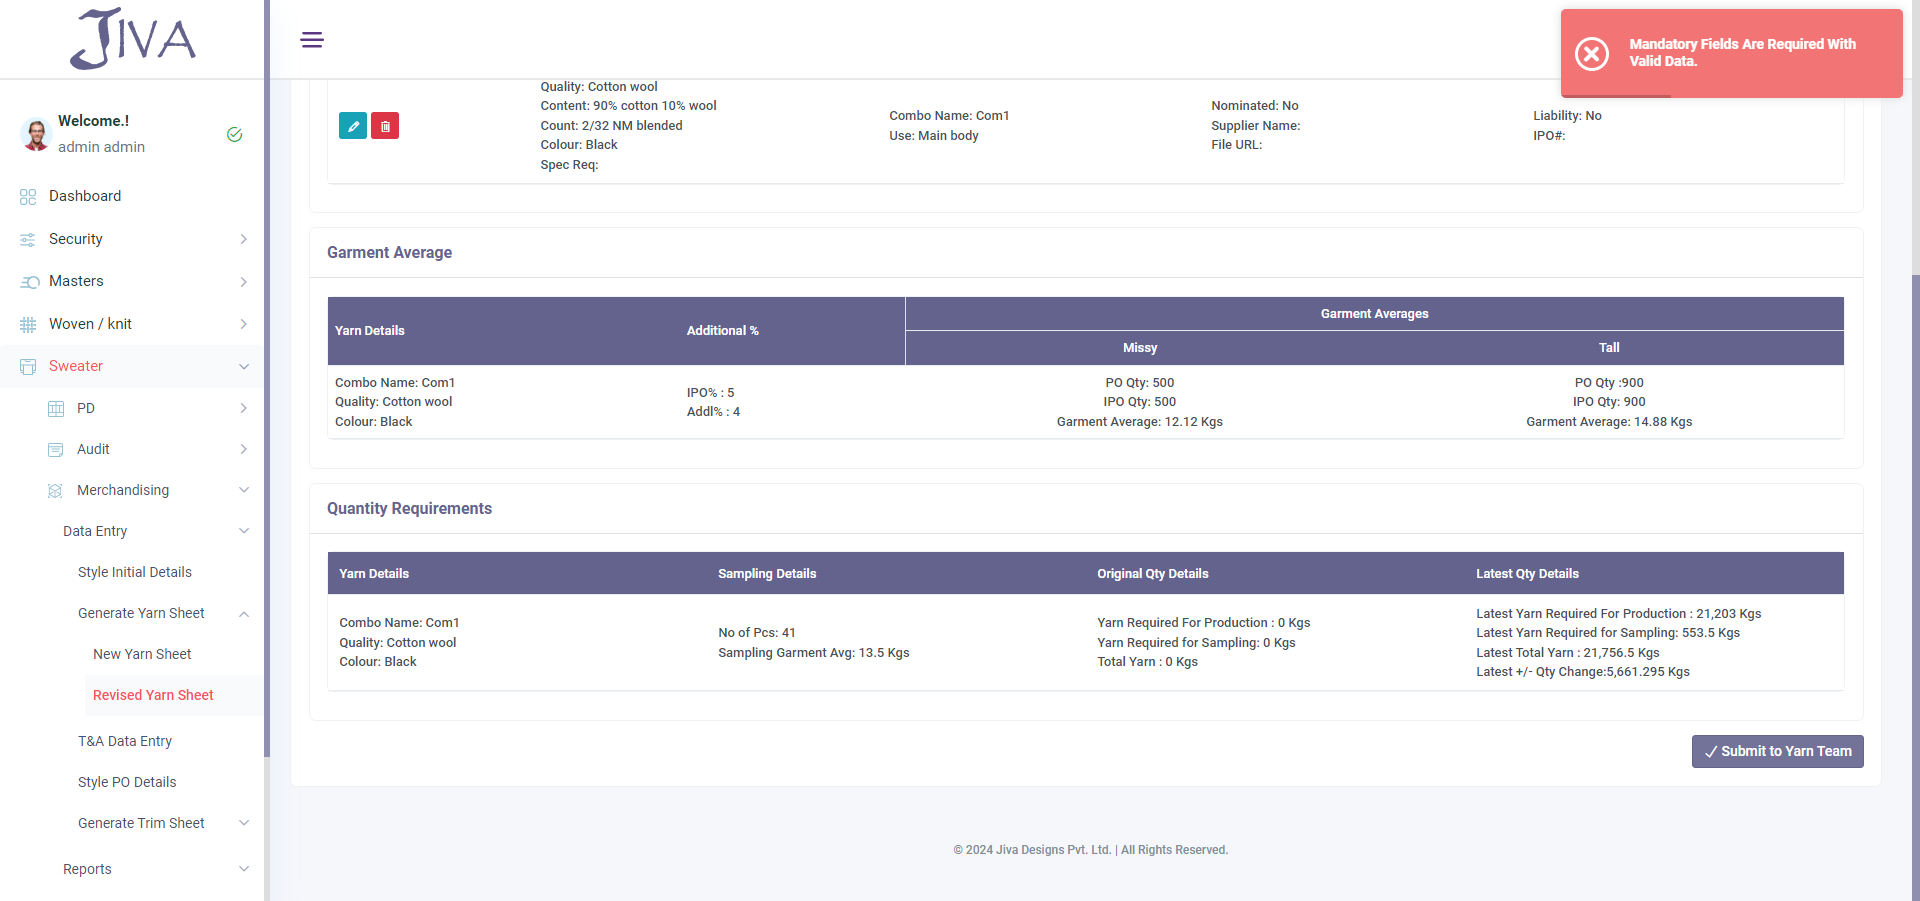 JIVA
Mandatory Fields Are Required With
Valid Data.
Welcome.!
admin admin
Dashboard
Security
Masters
Woven / knit
Sweater
PD
Audit
Merchandising
Data Entry
Style Initial Details
Generate Yarn Sheet
New Yarn Sheet
Revised Yarn Sheet
T&A Data Entry
Style PO Details
Generate Trim Sheet
Reports
Quality: Cotton wool
Content: 90% cotton 10% wool
Count: 2/32 NM blended
Colour: Black
Spec Req:
Combo Name: Com1
Use: Main body
Nominated: No
Supplier Name:
File URL:
Liability: No
IPO#:
Garment Average
Yarn Details
Additional %
Garment Averages
Missy
Tall
Combo Name: Com1
Quality: Cotton wool
Colour: Black
IPO% : 5
Addl% : 4
PO Qty: 500
IPO Qty: 500
Garment Average: 12.12 Kgs
PO Qty :900
IPO Qty: 900
Garment Average: 14.88 Kgs
Quantity Requirements
Yarn Details
Sampling Details
Original Qty Details
Latest Qty Details
Combo Name: Com1
Quality: Cotton wool
Colour: Black
No of Pcs: 41
Sampling Garment Avg: 13.5 Kgs
Yarn Required For Production : 0 Kgs
Yarn Required for Sampling: 0 Kgs
Total Yarn : 0 Kgs
Latest Yarn Required For Production : 21,203 Kgs
Latest Yarn Required for Sampling: 553.5 Kgs
Latest Total Yarn : 21,756.5 Kgs
Latest +/- Qty Change:5,661.295 Kgs
Submit to Yarn Team
© 2024 Jiva Designs Pvt. Ltd. | All Rights Reserved.